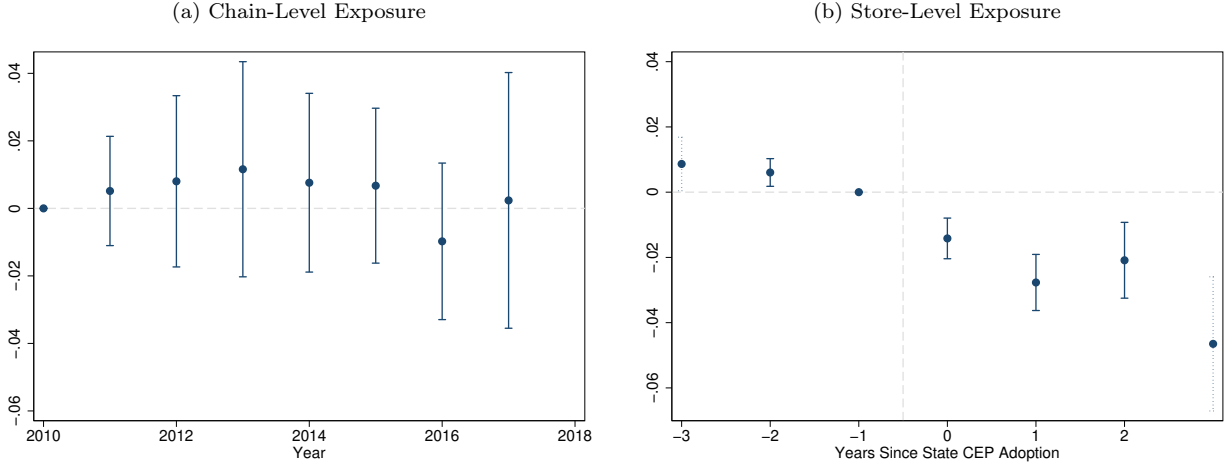 (a) Chain-Level Exposure
.04
.02
0
-.02
-.04
-.06
2010 2012 2014 2016 2018
Year
(b) Store-Level Exposure
.04
.02
0
-.02
-.04
-.06
-3 -2 -1 0 1 2
Years Since State CEP Adoption